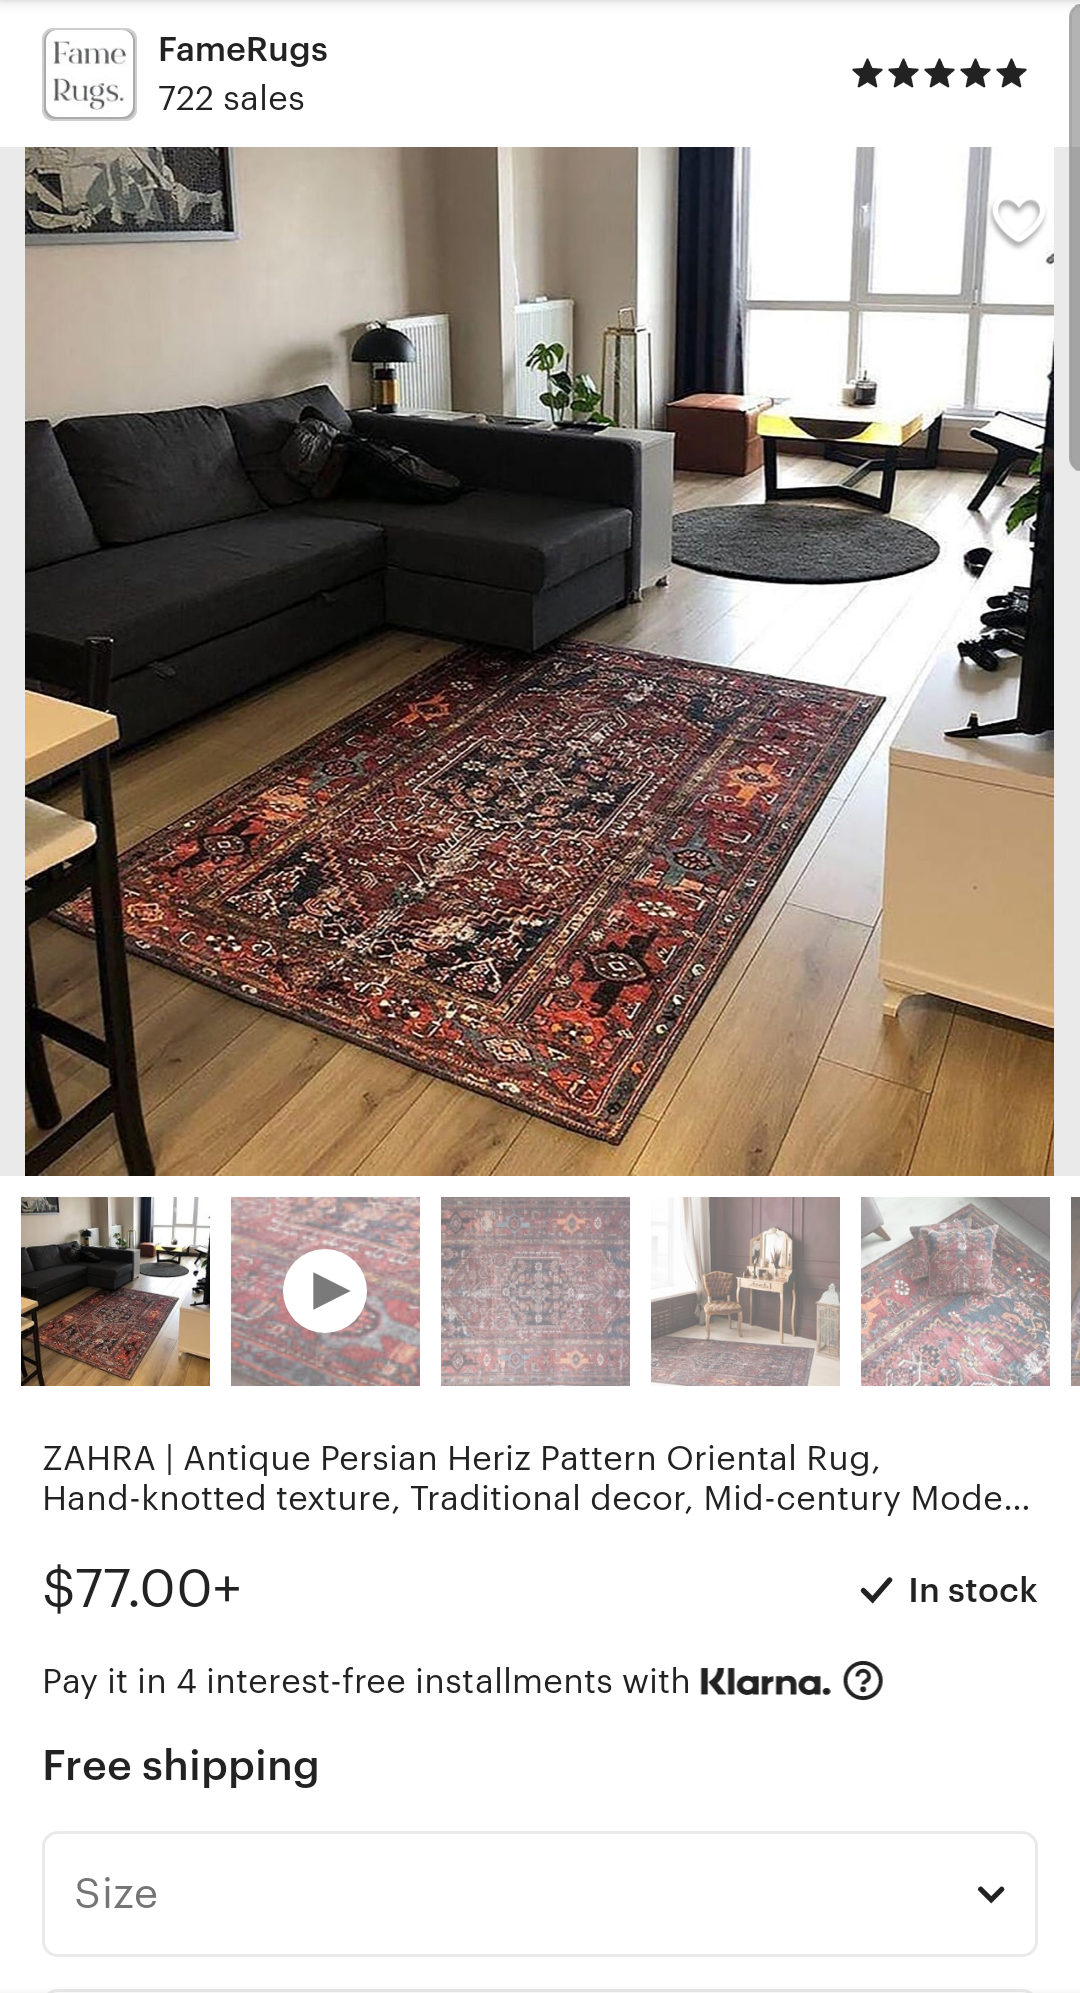 Fame
Rugs.
FameRugs
722 sales
ZAHRA | Antique Persian Heriz Pattern Oriental Rug,
Hand-knotted texture, Traditional decor, Mid-century Mode...
$77.00+
In stock
Pay it in 4 interest-free installments with Klarna. ?
Free shipping
Size